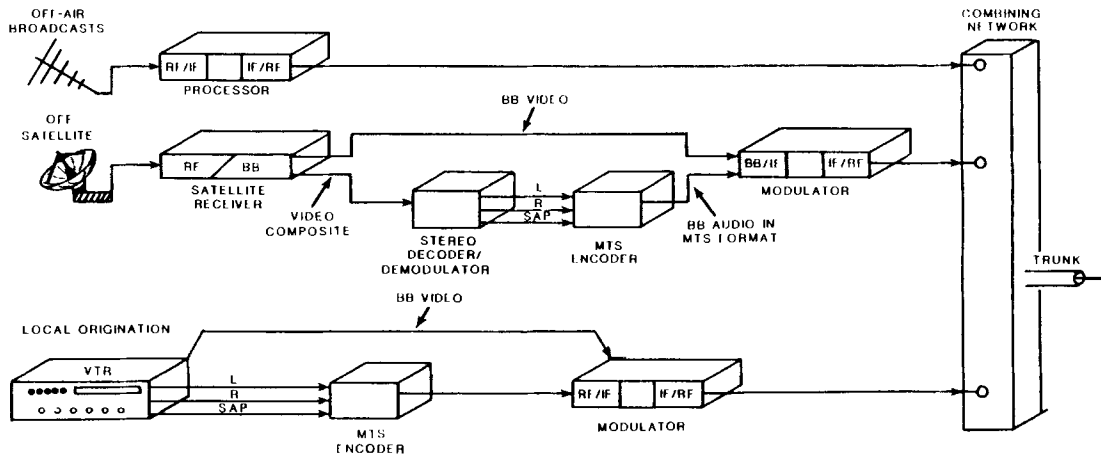 OFF-AIR
BROADCASTS
RF/IF
IF/RF
PROCESSOR
COMBINING
NETWORK
OFF
SATELLITE
RF
BB
SATELLITE
RECLIVER
BB VIDEO
VIDEO
COMPOSITE
STEREO
DECODER/
DEMODULATOR
L
R
SAP
MTS
ENCODER
BB/IF
IF/RF
MODULATOR
BB AUDIO IN
MTS FORMAT
TRUNK
LOCAL ORIGINATION
BB VIDEO
VTR
L
R
SAP
MTS
ENCODER
RF/IF
IF/RF
MODULATOR